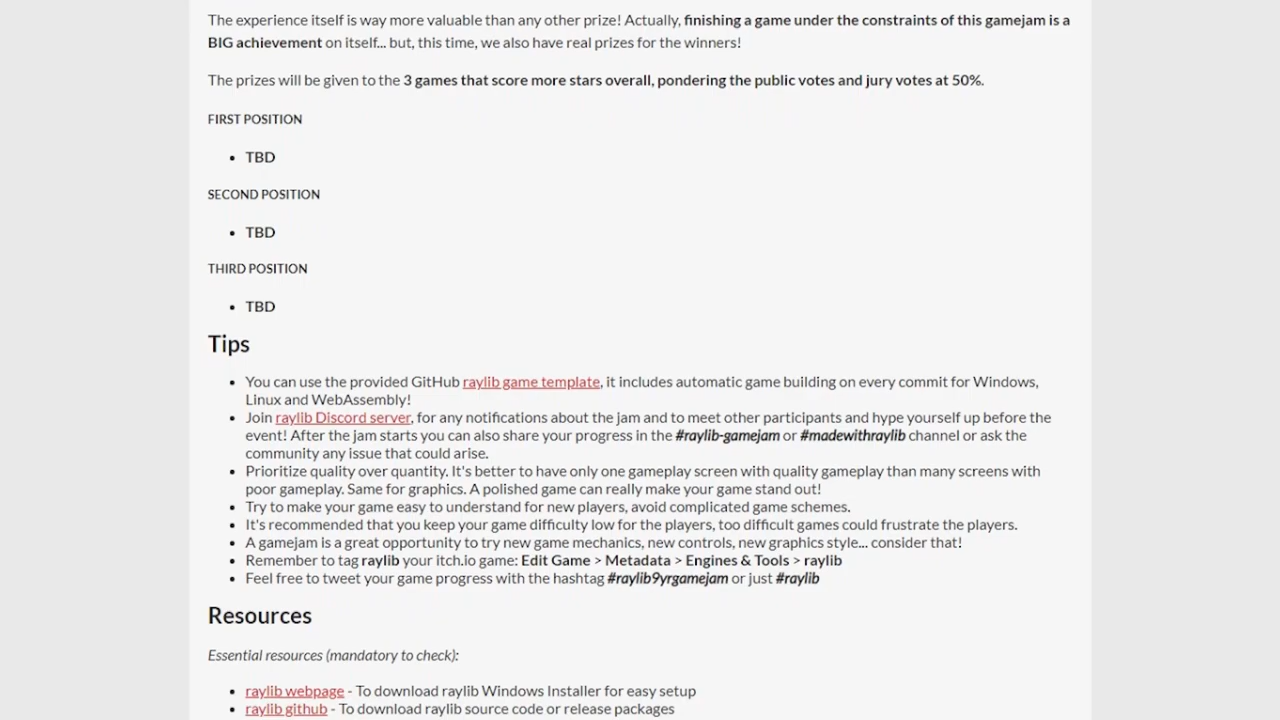 The experience itself is way more valuable than any other prize! Actually, finishing a game under the constraints of this gamejam is a
BIG achievement on itself... but, this time, we also have real prizes for the winners!
The prizes will be given to the 3 games that score more stars overall, pondering the public votes and jury votes at 50%.
FIRST POSITION
• TBD
SECOND POSITION
• TBD
THIRD POSITION
• TBD
Tips
• You can use the provided GitHub raylib game template, it includes automatic game building on every commit for Windows,
Linux and WebAssembly!
• Join raylib Discord server, for any notifications about the jam and to meet other participants and hype yourself up before the
event! After the jam starts you can also share your progress in the #raylib-gamejam or #madewithraylib channel or ask the
community any issue that could arise.
• Prioritize quality over quantity. It's better to have only one gameplay screen with quality gameplay than many screens with
poor gameplay. Same for graphics. A polished game can really make your game stand out!
• Try to make your game easy to understand for new players, avoid complicated game schemes.
• It's recommended that you keep your game difficulty low for the players, too difficult games could frustrate the players.
• A gamejam is a great opportunity to try new game mechanics, new controls, new graphics style... consider that!
• Remember to tag raylib your itch.io game: Edit Game > Metadata > Engines & Tools > raylib
• Feel free to tweet your game progress with the hashtag #raylib9yrgamejam or just #raylib
Resources
Essential resources (mandatory to check):
• raylib webpage - To download raylib Windows Installer for easy setup
• raylib github - To download raylib source code or release packages